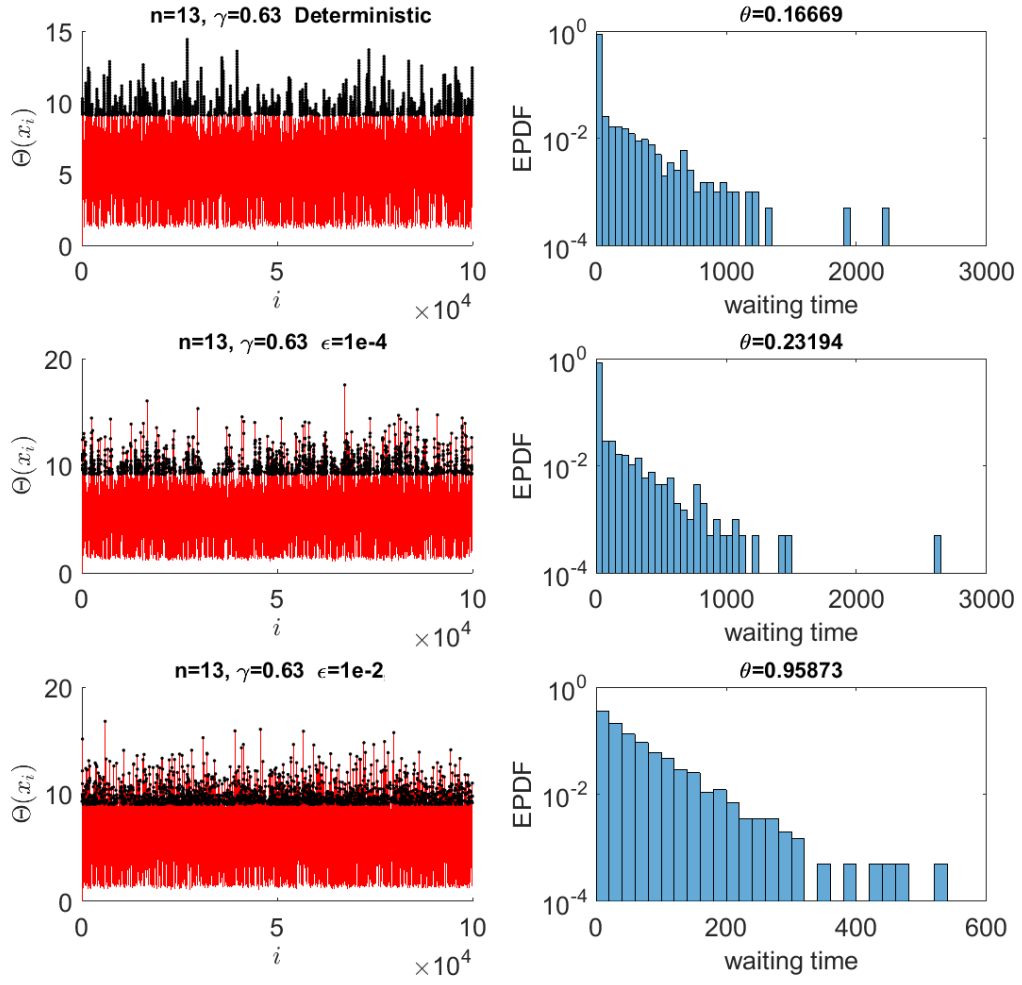 n=13, γ=0.63 Deterministic
Θ(x_i)
15
10
5
0
0 5 10
i
×10^4
θ=0.16669
EPDF
10^0
10^-2
10^-4
0 1000 2000 3000
waiting time
n=13, γ=0.63 ϵ=1e-4
Θ(x_i)
20
10
0
0 5 10
i
×10^4
θ=0.23194
EPDF
10^0
10^-2
10^-4
0 1000 2000 3000
waiting time
n=13, γ=0.63 ϵ=1e-2
Θ(x_i)
20
10
0
0 5 10
i
×10^4
θ=0.95873
EPDF
10^0
10^-2
10^-4
0 200 400 600
waiting time